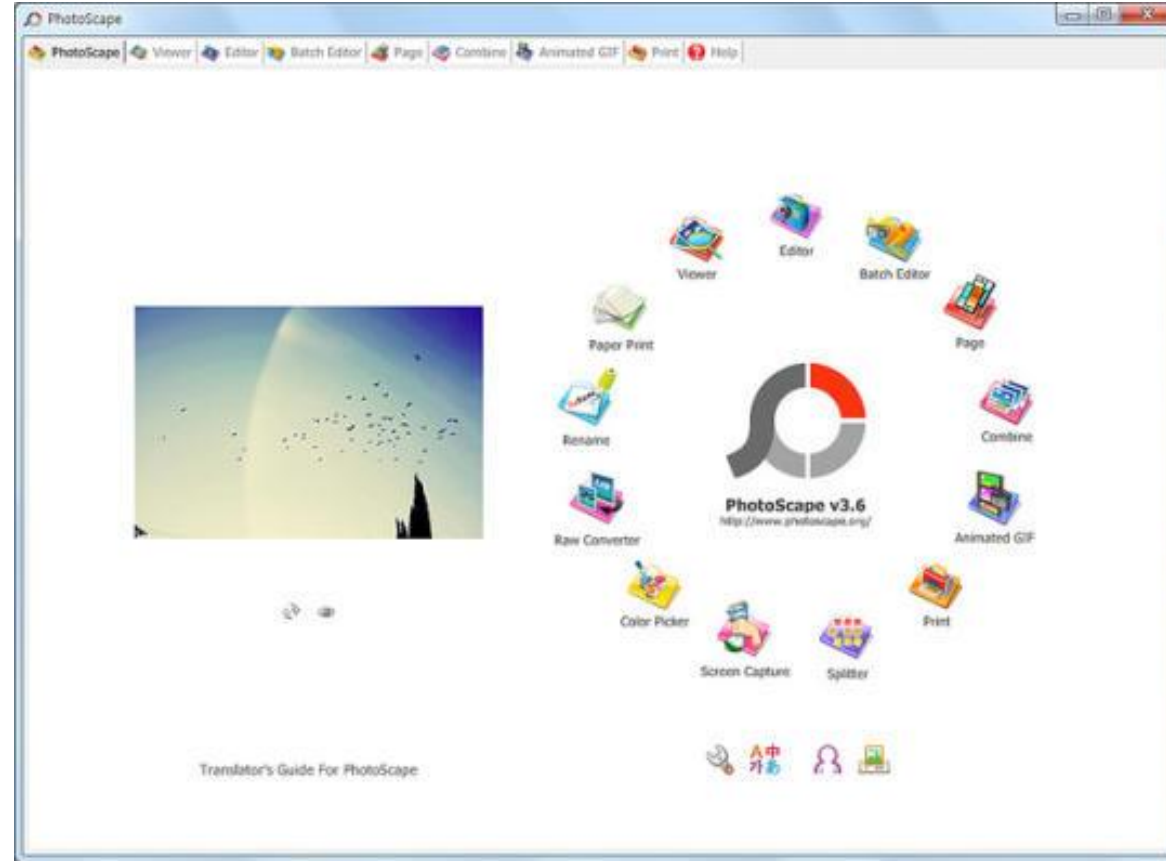 PhotoScape
PhotoScape Viewer Editor Batch Editor Page Combine Animated GIF Print Help
Editor
Viewer
Batch Editor
Paper Print
Page
Rename
Combine
PhotoScape v3.6
http://www.photoscape.org/
Raw Converter
Animated GIF
Color Picker
Print
Screen Capture
Splitter
A中
가あ
Translator's Guide For PhotoScape